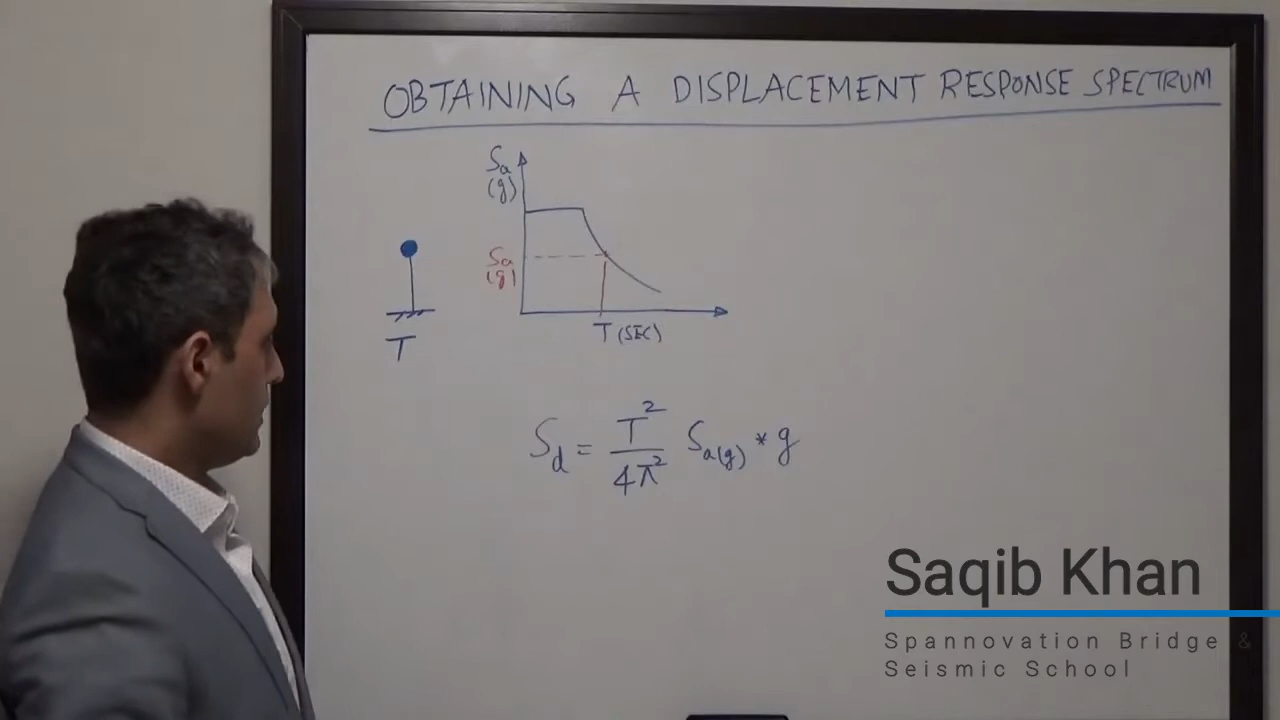 OBTAINING A DISPLACEMENT RESPONSE SPECTRUM
Sa
(g)
Sa
(g)
T (SEC)
T
Sd = T²/4π² Sa(g) * g
Saqib Khan
Spannovation Bridge &
Seismic School